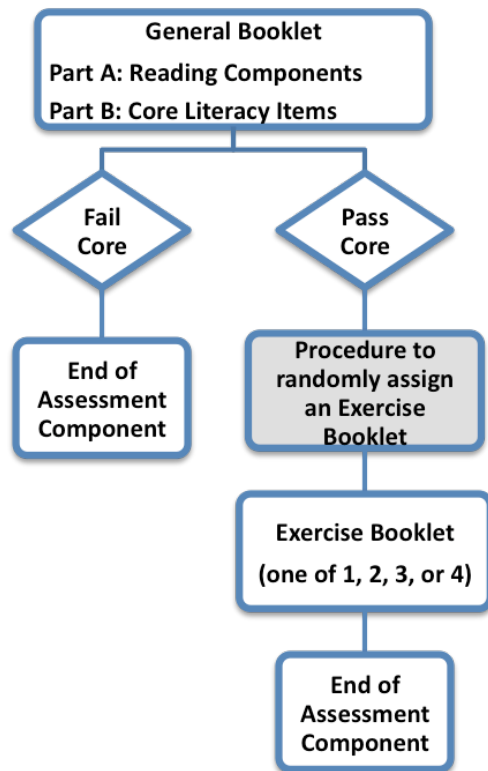 General Booklet
Part A: Reading Components
Part B: Core Literacy Items
Fail
Core
Pass
Core
End of
Assessment
Component
Procedure to
randomly assign
an Exercise
Booklet
Exercise Booklet
(one of 1, 2, 3, or 4)
End of
Assessment
Component